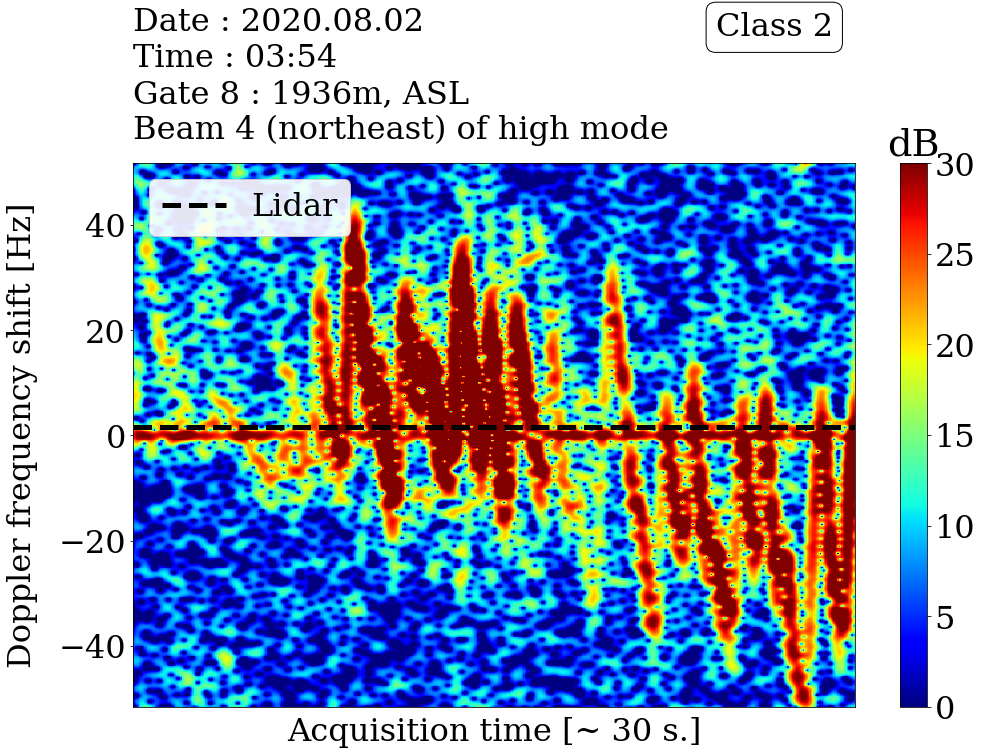 Date : 2020.08.02
Time : 03:54
Gate 8 : 1936m, ASL
Beam 4 (northeast) of high mode
Class 2
dB
Lidar
Doppler frequency shift [Hz]
40
20
0
−20
−40
30
25
20
15
10
5
0
Acquisition time [~ 30 s.]